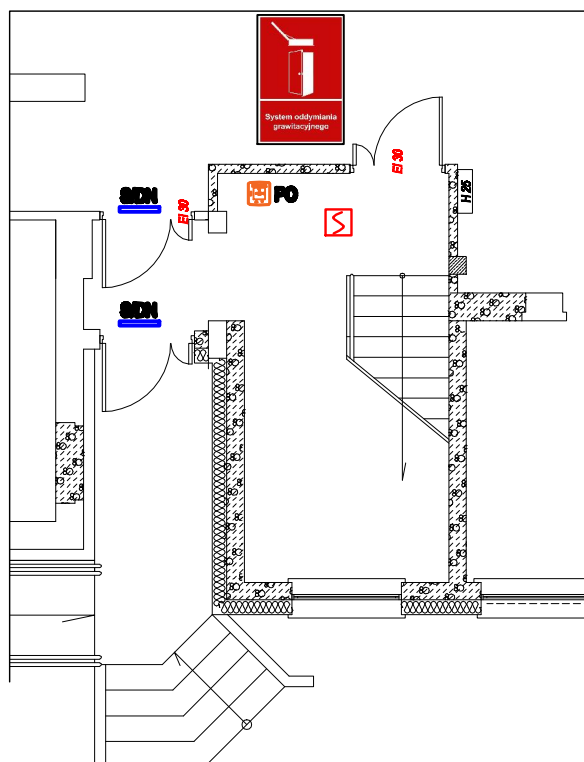 System oddymiania
grawitacyjnego
EI 30
H 25
SDN
EI 30
PO
S
SDN